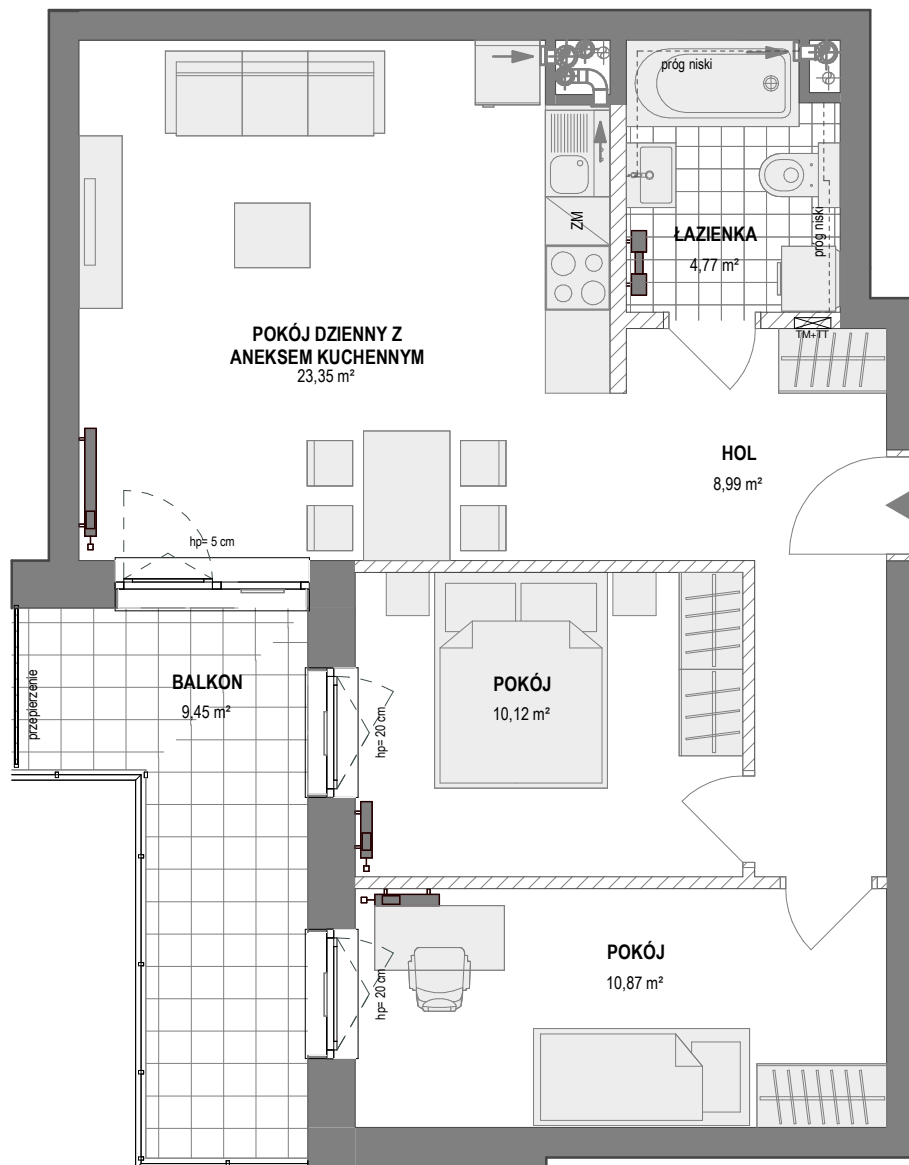 próg niski
ZM
ŁAZIENKA
4,77 m²
próg niski
TM+TT
POKÓJ DZIENNY Z
ANEKSEM KUCHENNYM
23,35 m²
HOL
8,99 m²
hp= 5 cm
BALKON
9,45 m²
przepierzenie
POKÓJ
10,12 m²
hp= 20 cm
POKÓJ
10,87 m²
hp= 20 cm